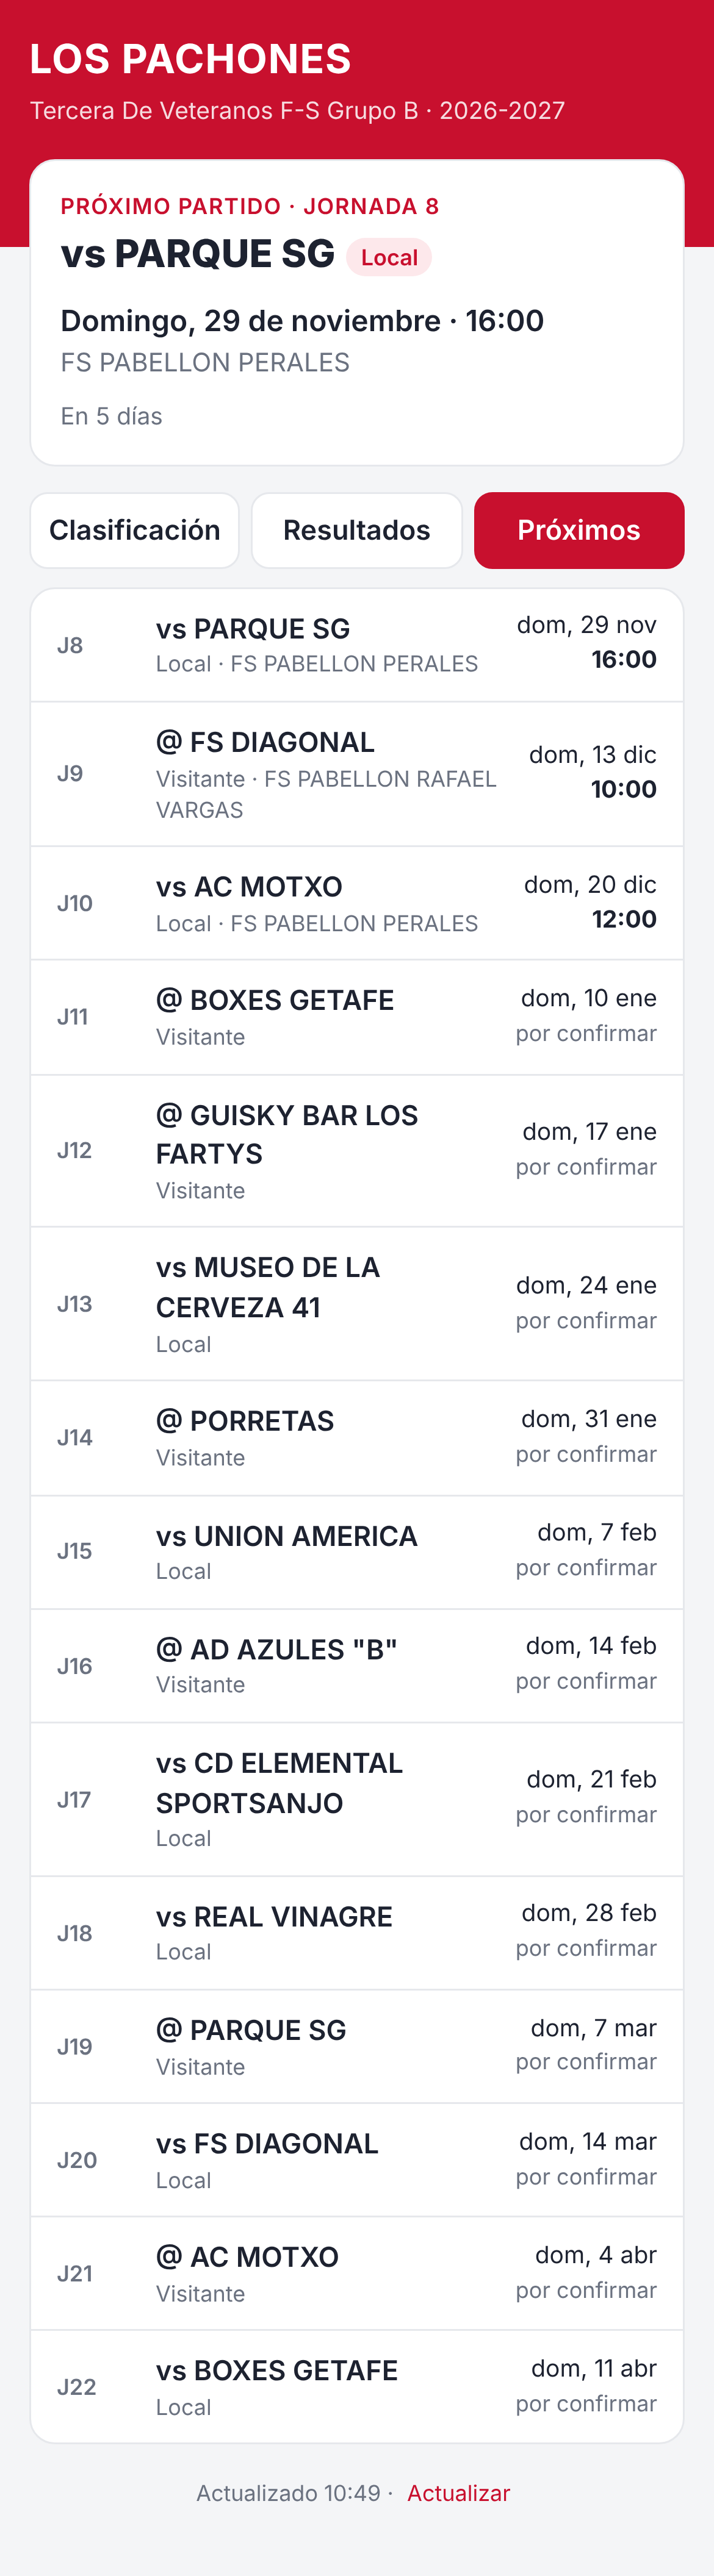 LOS PACHONES
Tercera De Veteranos F-S Grupo B · 2026-2027
PRÓXIMO PARTIDO · JORNADA 8
vs PARQUE SG Local
Domingo, 29 de noviembre · 16:00
FS PABELLON PERALES
En 5 días
Clasificación Resultados Próximos
J8
vs PARQUE SG
Local · FS PABELLON PERALES
dom, 29 nov
16:00
J9
@ FS DIAGONAL
Visitante · FS PABELLON RAFAEL
VARGAS
dom, 13 dic
10:00
J10
vs AC MOTXO
Local · FS PABELLON PERALES
dom, 20 dic
12:00
J11
@ BOXES GETAFE
Visitante
dom, 10 ene
por confirmar
J12
@ GUISKY BAR LOS
FARTYS
Visitante
dom, 17 ene
por confirmar
J13
vs MUSEO DE LA
CERVEZA 41
Local
dom, 24 ene
por confirmar
J14
@ PORRETAS
Visitante
dom, 31 ene
por confirmar
J15
vs UNION AMERICA
Local
dom, 7 feb
por confirmar
J16
@ AD AZULES "B"
Visitante
dom, 14 feb
por confirmar
J17
vs CD ELEMENTAL
SPORTSANJO
Local
dom, 21 feb
por confirmar
J18
vs REAL VINAGRE
Local
dom, 28 feb
por confirmar
J19
@ PARQUE SG
Visitante
dom, 7 mar
por confirmar
J20
vs FS DIAGONAL
Local
dom, 14 mar
por confirmar
J21
@ AC MOTXO
Visitante
dom, 4 abr
por confirmar
J22
vs BOXES GETAFE
Local
dom, 11 abr
por confirmar
Actualizado 10:49 · Actualizar